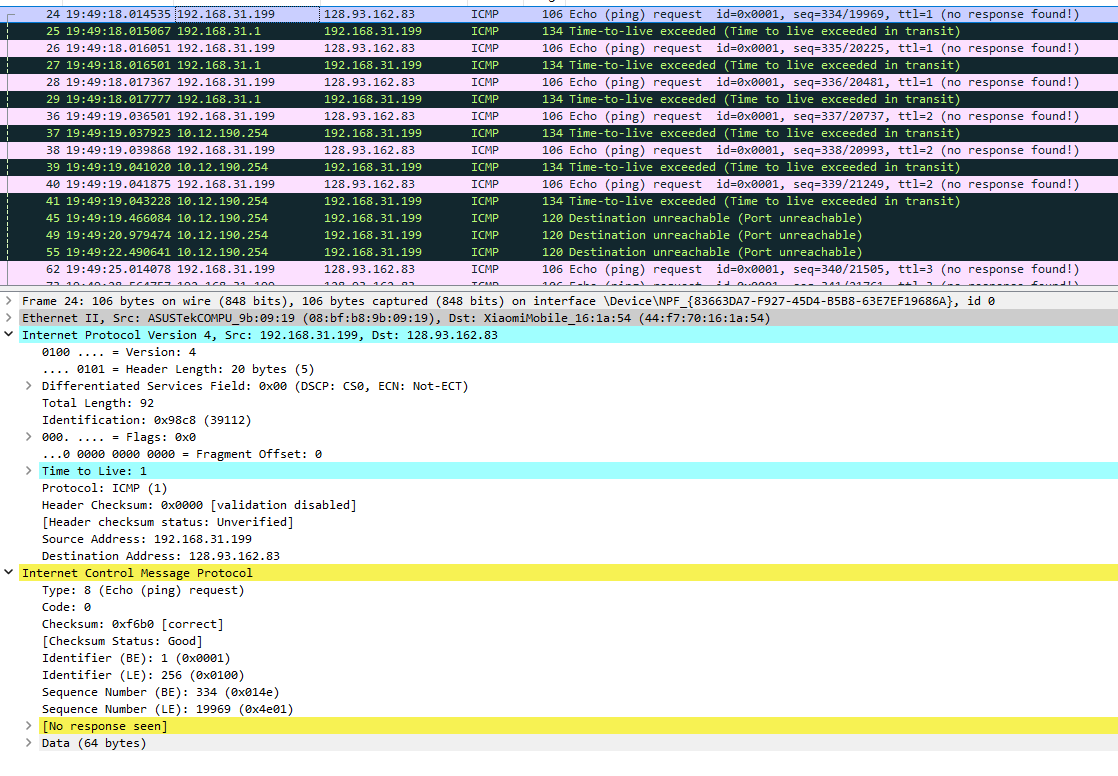 24 19:49:18.014535 192.168.31.199 128.93.162.83 ICMP 106 Echo (ping) request id=0x0001, seq=334/19969, ttl=1 (no response found!)
25 19:49:18.015067 192.168.31.1 192.168.31.199 ICMP 134 Time-to-live exceeded (Time to live exceeded in transit)
26 19:49:18.016051 192.168.31.199 128.93.162.83 ICMP 106 Echo (ping) request id=0x0001, seq=335/20225, ttl=1 (no response found!)
27 19:49:18.016501 192.168.31.1 192.168.31.199 ICMP 134 Time-to-live exceeded (Time to live exceeded in transit)
28 19:49:18.017367 192.168.31.199 128.93.162.83 ICMP 106 Echo (ping) request id=0x0001, seq=336/20481, ttl=1 (no response found!)
29 19:49:18.017777 192.168.31.1 192.168.31.199 ICMP 134 Time-to-live exceeded (Time to live exceeded in transit)
36 19:49:19.036501 192.168.31.199 128.93.162.83 ICMP 106 Echo (ping) request id=0x0001, seq=337/20737, ttl=2 (no response found!)
37 19:49:19.037923 10.12.190.254 192.168.31.199 ICMP 134 Time-to-live exceeded (Time to live exceeded in transit)
38 19:49:19.039868 192.168.31.199 128.93.162.83 ICMP 106 Echo (ping) request id=0x0001, seq=338/20993, ttl=2 (no response found!)
39 19:49:19.041020 10.12.190.254 192.168.31.199 ICMP 134 Time-to-live exceeded (Time to live exceeded in transit)
40 19:49:19.041875 192.168.31.199 128.93.162.83 ICMP 106 Echo (ping) request id=0x0001, seq=339/21249, ttl=2 (no response found!)
41 19:49:19.043228 10.12.190.254 192.168.31.199 ICMP 134 Time-to-live exceeded (Time to live exceeded in transit)
45 19:49:19.466084 10.12.190.254 192.168.31.199 ICMP 120 Destination unreachable (Port unreachable)
49 19:49:20.979474 10.12.190.254 192.168.31.199 ICMP 120 Destination unreachable (Port unreachable)
55 19:49:22.490641 10.12.190.254 192.168.31.199 ICMP 120 Destination unreachable (Port unreachable)
62 19:49:25.014078 192.168.31.199 128.93.162.83 ICMP 106 Echo (ping) request id=0x0001, seq=340/21505, ttl=3 (no response found!)
Frame 24: 106 bytes on wire (848 bits), 106 bytes captured (848 bits) on interface \Device\NPF_{83663DA7-F927-45D4-B5B8-63E7EF19686A}, id 0
Ethernet II, Src: ASUSTekCOMPU_9b:09:19 (08:bf:b8:9b:09:19), Dst: XiaomiMobile_16:1a:54 (44:f7:70:16:1a:54)
Internet Protocol Version 4, Src: 192.168.31.199, Dst: 128.93.162.83
0100 .... = Version: 4
.... 0101 = Header Length: 20 bytes (5)
Differentiated Services Field: 0x00 (DSCP: CS0, ECN: Not-ECT)
Total Length: 92
Identification: 0x98c8 (39112)
000. .... = Flags: 0x0
...0 0000 0000 0000 = Fragment Offset: 0
Time to Live: 1
Protocol: ICMP (1)
Header Checksum: 0x0000 [validation disabled]
[Header checksum status: Unverified]
Source Address: 192.168.31.199
Destination Address: 128.93.162.83
Internet Control Message Protocol
Type: 8 (Echo (ping) request)
Code: 0
Checksum: 0xf6b0 [correct]
[Checksum Status: Good]
Identifier (BE): 1 (0x0001)
Identifier (LE): 256 (0x0100)
Sequence Number (BE): 334 (0x014e)
Sequence Number (LE): 19969 (0x4e01)
[No response seen]
Data (64 bytes)